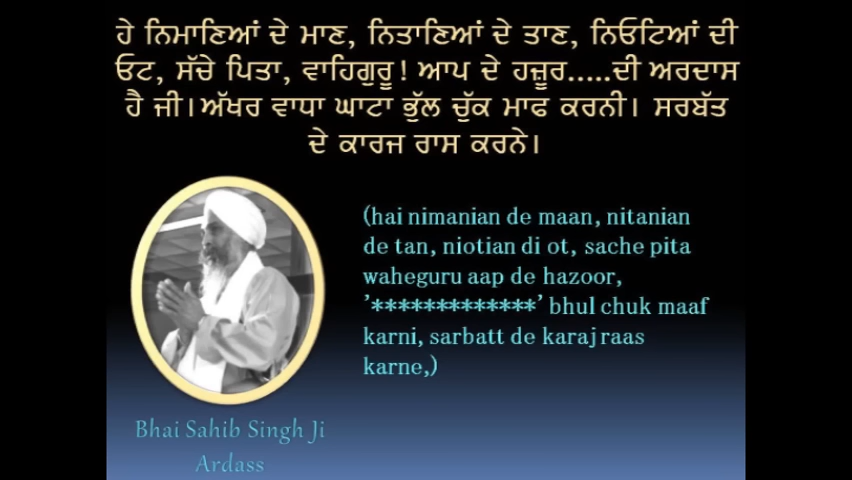 ਹੇ ਨਿਮਾਣਿਆਂ ਦੇ ਮਾਣ, ਨਿਤਾਣਿਆਂ ਦੇ ਤਾਣ, ਨਿਓਟਿਆਂ ਦੀ
ਓਟ, ਸੱਚੇ ਪਿਤਾ, ਵਾਹਿਗੁਰੂ! ਆਪ ਦੇ ਹਜ਼ੂਰ.....ਦੀ ਅਰਦਾਸ
ਹੈ ਜੀ।ਅੱਖਰ ਵਾਧਾ ਘਾਟਾ ਭੁੱਲ ਚੁੱਕ ਮਾਫ ਕਰਨੀ। ਸਰਬੱਤ
ਦੇ ਕਾਰਜ ਰਾਸ ਕਰਨੇ।
(hai nimanian de maan, nitanian
de tan, niotian di ot, sache pita
waheguru aap de hazoor,
'*************' bhul chuk maaf
karni, sarbatt de karaj raas
karne,)
Bhai Sahib Singh Ji
Ardass